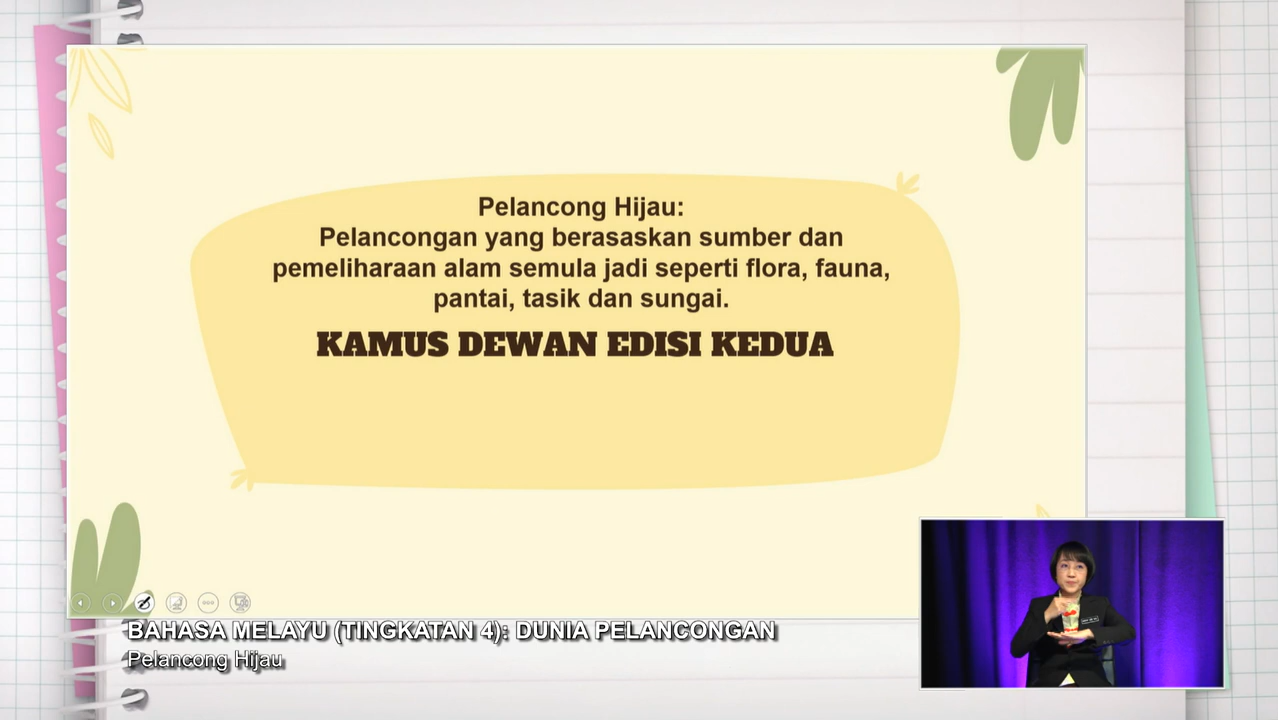 Pelancong Hijau:
Pelancongan yang berasaskan sumber dan
pemeliharaan alam semula jadi seperti flora, fauna,
pantai, tasik dan sungai.
KAMUS DEWAN EDISI KEDUA
BAHASA MELAYU (TINGKATAN 4): DUNIA PELANCONGAN
Pelancong Hijau